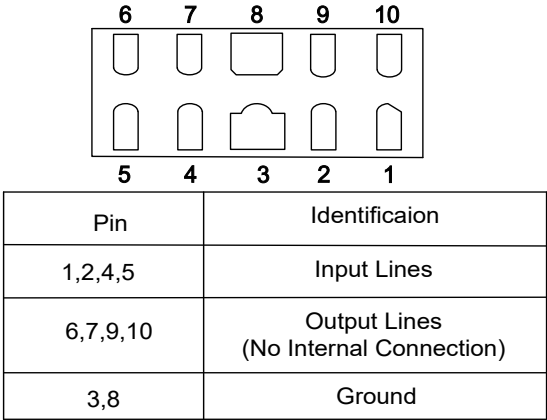 6 7 8 9 10
5 4 3 2 1
Pin Identificaion
1,2,4,5 Input Lines
6,7,9,10 Output Lines
(No Internal Connection)
3,8 Ground